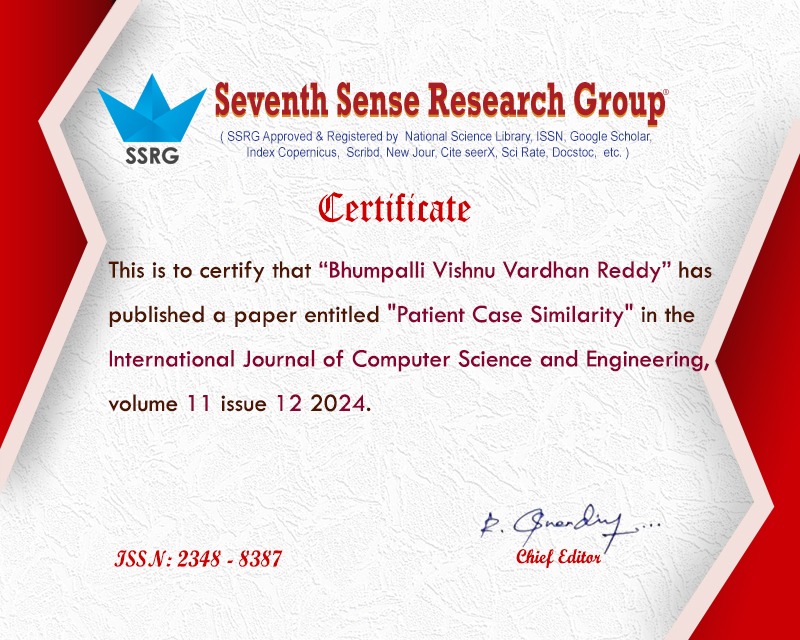 Seventh Sense Research Group®
SSRG
( SSRG Approved & Registered by National Science Library, ISSN, Google Scholar,
Index Copernicus, Scribd, New Jour, Cite seerX, Sci Rate, Docstoc, etc. )
Certificate
This is to certify that “Bhumpalli Vishnu Vardhan Reddy” has
published a paper entitled "Patient Case Similarity" in the
International Journal of Computer Science and Engineering,
volume 11 issue 12 2024.
ISSN: 2348 - 8387
Chief Editor